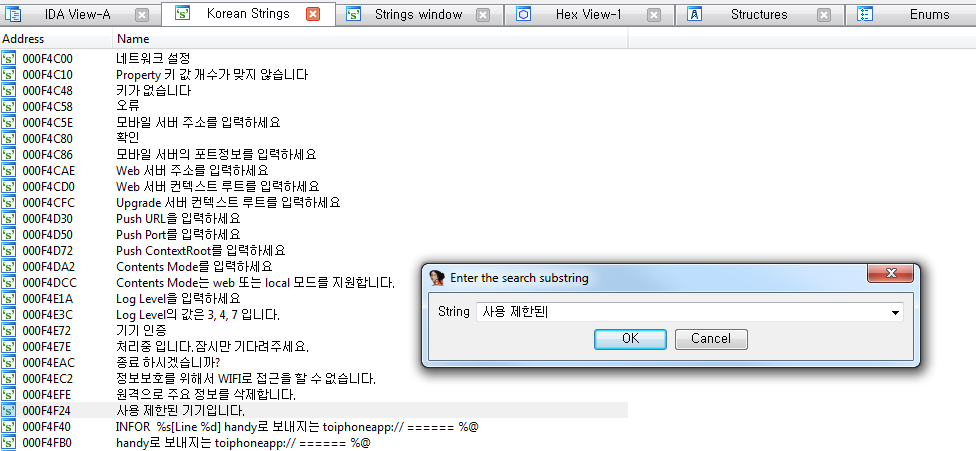 IDA View-A Korean Strings Strings window Hex View-1 Structures Enums
Address Name
000F4C00 네트워크 설정
000F4C10 Property 키 값 개수가 맞지 않습니다
000F4C48 키가 없습니다
000F4C58 오류
000F4C5E 모바일 서버 주소를 입력하세요
000F4C80 확인
000F4C86 모바일 서버의 포트정보를 입력하세요
000F4CAE Web 서버 주소를 입력하세요
000F4CD0 Web 서버 컨텍스트 루트를 입력하세요
000F4CFC Upgrade 서버 컨텍스트 루트를 입력하세요
000F4D30 Push URL을 입력하세요
000F4D50 Push Port를 입력하세요
000F4D72 Push ContextRoot를 입력하세요
000F4DA2 Contents Mode를 입력하세요
000F4DCC Contents Mode는 web 또는 local 모드를 지원합니다.
000F4E1A Log Level을 입력하세요
000F4E3C Log Level의 값은 3, 4, 7 입니다.
000F4E72 기기 인증
000F4E7E 처리중 입니다.잠시만 기다려주세요.
000F4EAC 종료 하시겠습니까?
000F4EC2 정보보호를 위해서 WIFI로 접근을 할 수 없습니다.
000F4EFE 원격으로 주요 정보를 삭제합니다.
000F4F24 사용 제한된 기기입니다.
000F4F40 INFOR %s[Line %d] handy로 보내지는 toiphoneapp:// ====== %@
000F4FB0 handy로 보내지는 toiphoneapp:// ====== %@
Enter the search substring
String 사용 제한된
OK Cancel